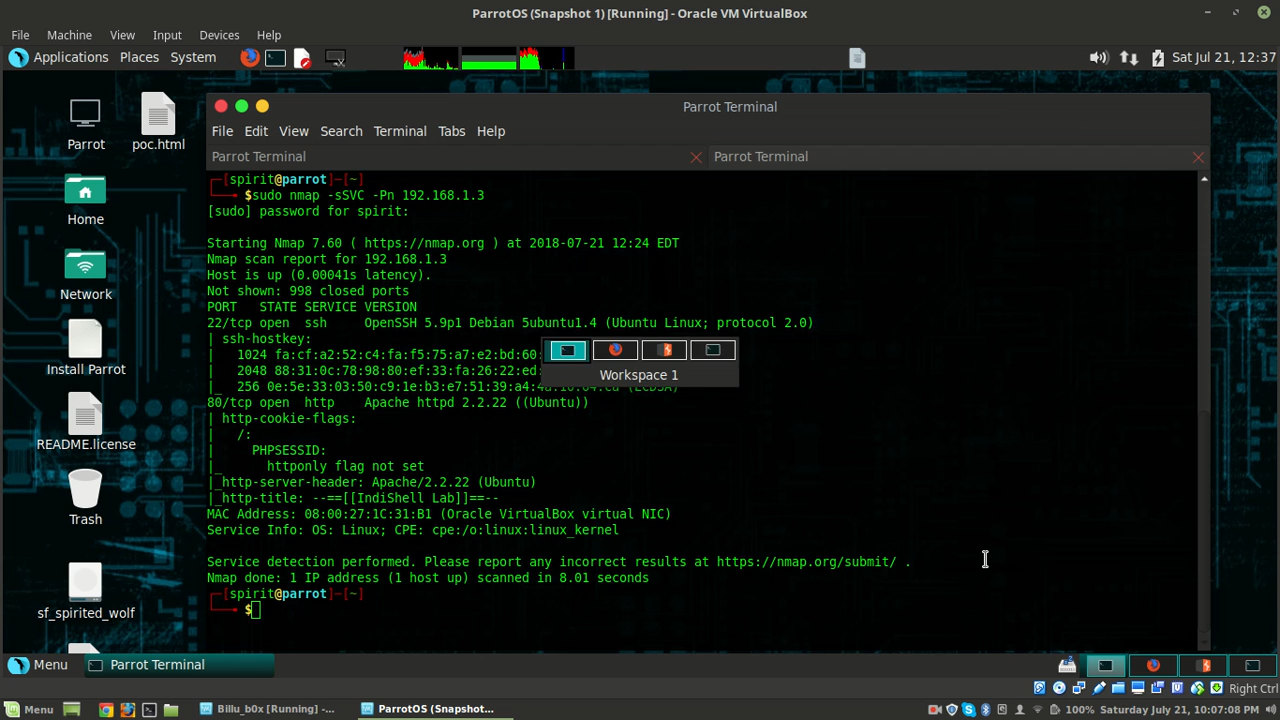 ParrotOS (Snapshot 1) [Running] - Oracle VM VirtualBox
File Machine View Input Devices Help
Applications Places System
Sat Jul 21, 12:37
Parrot
poc.html
Home
Network
Install Parrot
README.license
Trash
sf_spirited_wolf
Parrot Terminal
File Edit View Search Terminal Tabs Help
Parrot Terminal
Parrot Terminal
┌─[spirit@parrot]─[~]
└──╼ $sudo nmap -sSVC -Pn 192.168.1.3
[sudo] password for spirit:
Starting Nmap 7.60 ( https://nmap.org ) at 2018-07-21 12:24 EDT
Nmap scan report for 192.168.1.3
Host is up (0.00041s latency).
Not shown: 998 closed ports
PORT   STATE SERVICE VERSION
22/tcp open  ssh     OpenSSH 5.9p1 Debian 5ubuntu1.4 (Ubuntu Linux; protocol 2.0)
| ssh-hostkey:
|   1024 fa:cf:a2:52:c4:fa:f5:75:a7:e2:bd:60:
|   2048 88:31:0c:78:98:80:ef:33:fa:26:22:ed:
|_  256 0e:5e:33:03:50:c9:1e:b3:e7:51:39:a4:
80/tcp open  http    Apache httpd 2.2.22 ((Ubuntu))
| http-cookie-flags:
|   /:
|     PHPSESSID:
|_      httponly flag not set
|_http-server-header: Apache/2.2.22 (Ubuntu)
|_http-title: --==[[IndiShell Lab]]==--
MAC Address: 08:00:27:1C:31:B1 (Oracle VirtualBox virtual NIC)
Service Info: OS: Linux; CPE: cpe:/o:linux:linux_kernel
Service detection performed. Please report any incorrect results at https://nmap.org/submit/ .
Nmap done: 1 IP address (1 host up) scanned in 8.01 seconds
┌─[spirit@parrot]─[~]
└──╼ $
Workspace 1
Menu
Parrot Terminal
Right Ctrl
Menu
Billu_b0x [Running] -...
ParrotOS (Snapshot...
100% Saturday July 21, 10:07:08 PM